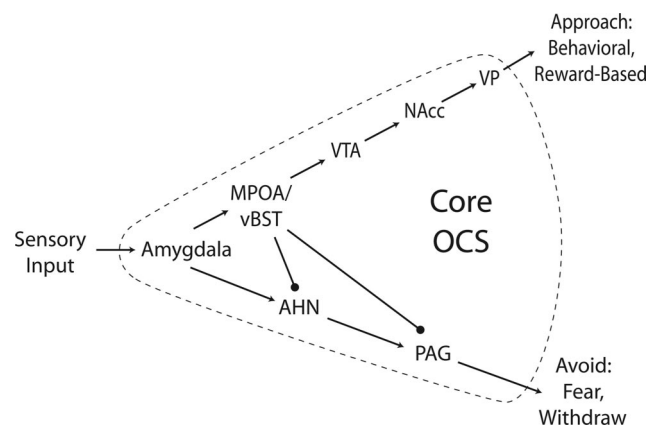 Approach:
Behavioral,
Reward-Based
VP
NAcc
VTA
MPOA/
vBST
Core
OCS
Sensory
Input
Amygdala
AHN
PAG
Avoid:
Fear,
Withdraw